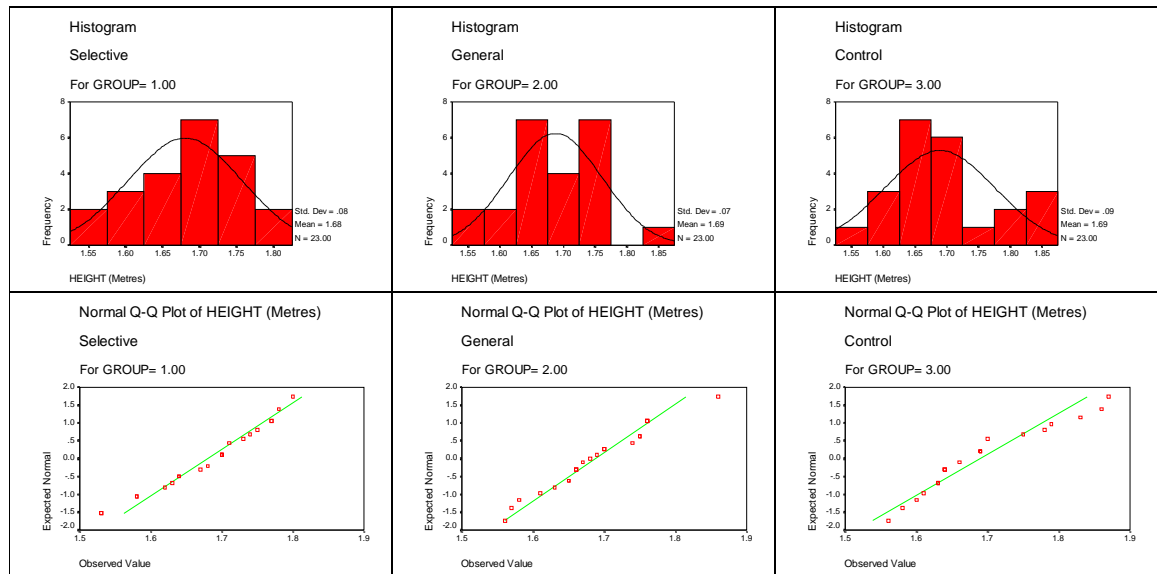 Histogram
Selective
For GROUP= 1.00
8
6
4
2
0
Frequency
1.55 1.60 1.65 1.70 1.75 1.80
Std. Dev = .08
Mean = 1.68
N = 23.00
HEIGHT (Metres)
Histogram
General
For GROUP= 2.00
8
6
4
2
0
Frequency
1.55 1.60 1.65 1.70 1.75 1.80 1.85
Std. Dev = .07
Mean = 1.69
N = 23.00
HEIGHT (Metres)
Histogram
Control
For GROUP= 3.00
8
6
4
2
0
Frequency
1.55 1.60 1.65 1.70 1.75 1.80 1.85
Std. Dev = .09
Mean = 1.69
N = 23.00
HEIGHT (Metres)
Normal Q-Q Plot of HEIGHT (Metres)
Selective
For GROUP= 1.00
2.0
1.5
1.0
.5
0.0
-.5
-1.0
-1.5
-2.0
Expected Normal
1.5 1.6 1.7 1.8 1.9
Observed Value
Normal Q-Q Plot of HEIGHT (Metres)
General
For GROUP= 2.00
2.0
1.5
1.0
.5
0.0
-.5
-1.0
-1.5
-2.0
Expected Normal
1.5 1.6 1.7 1.8 1.9
Observed Value
Normal Q-Q Plot of HEIGHT (Metres)
Control
For GROUP= 3.00
2.0
1.5
1.0
.5
0.0
-.5
-1.0
-1.5
-2.0
Expected Normal
1.5 1.6 1.7 1.8 1.9
Observed Value